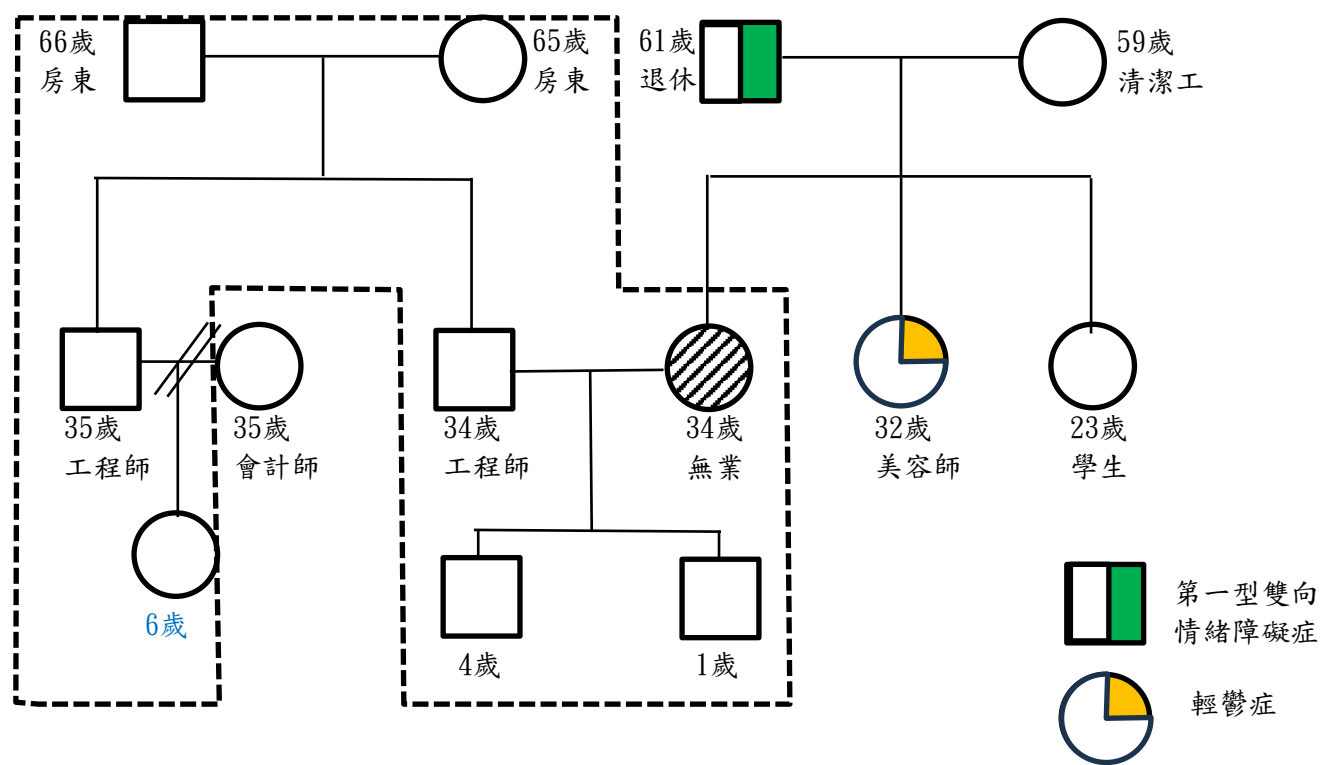 66歲
房東
65歲
房東
61歲
退休
59歲
清潔工
35歲
工程師
35歲
會計師
34歲
工程師
34歲
無業
32歲
美容師
23歲
學生
6歲
4歲
1歲
第一型雙向
情緒障礙症
輕鬱症